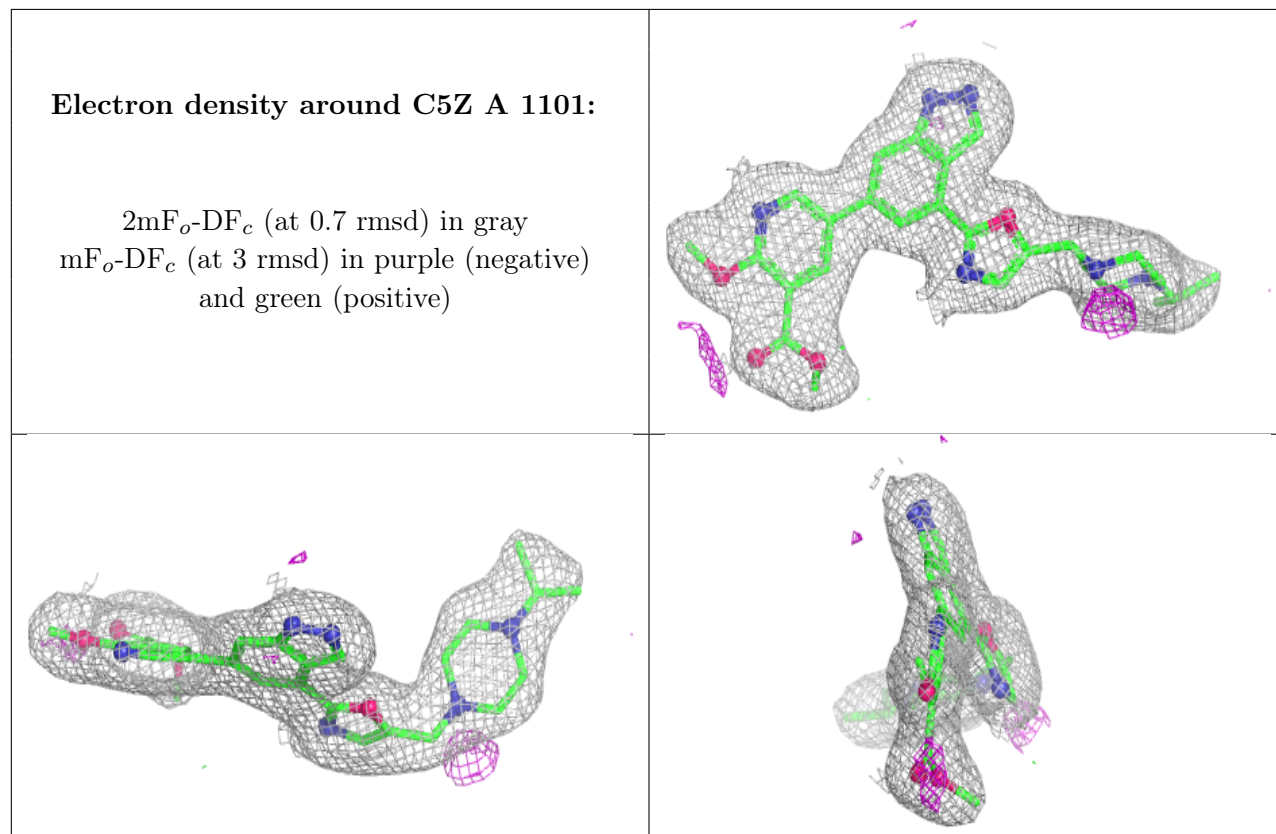 Electron density around C5Z A 1101:
2mFo-DFc (at 0.7 rmsd) in gray
mFo-DFc (at 3 rmsd) in purple (negative)
and green (positive)